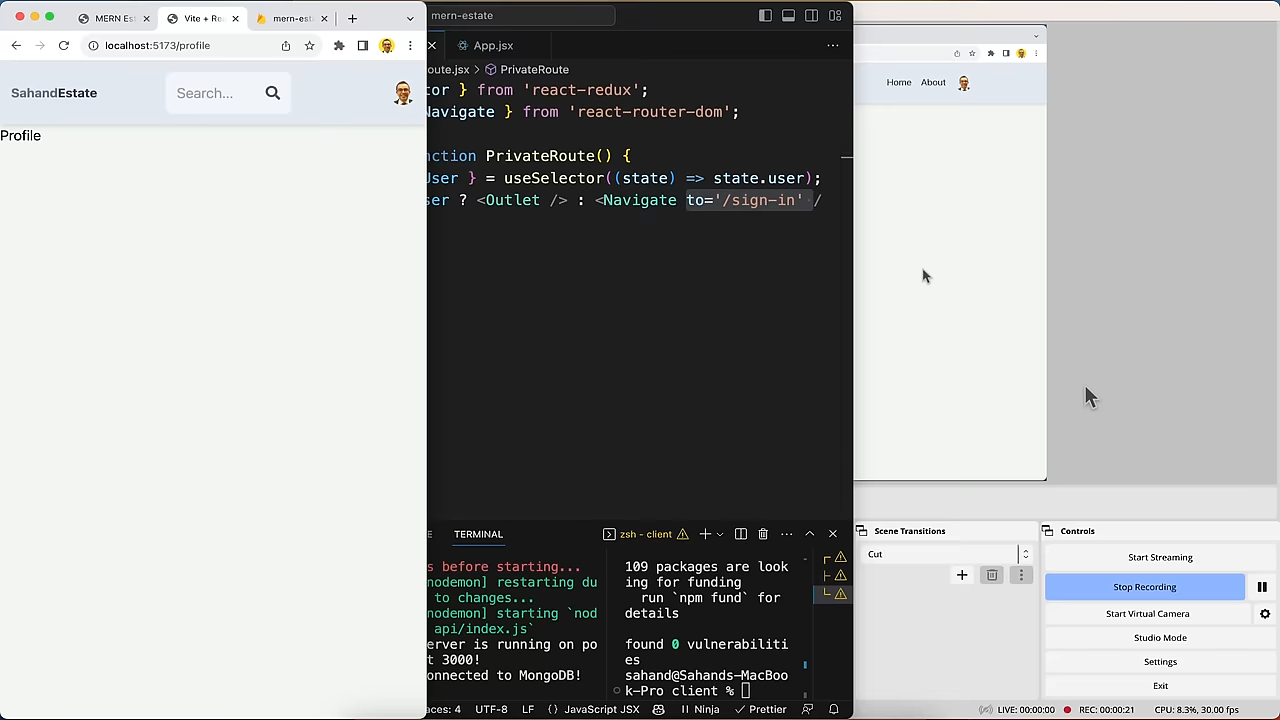 MERN Es
Vite + Re
mern-est
localhost:5173/profile
SahandEstate
Search...
Profile
mern-estate
App.jsx
oute.jsx > PrivateRoute
tor } from 'react-redux';
Navigate } from 'react-router-dom';
nction PrivateRoute() {
User } = useSelector((state) => state.user);
ser ? <Outlet /> : <Navigate to='/sign-in' /
TERMINAL
zsh - client
s before starting...
nodemon] restarting du
to changes...
nodemon] starting `nod
api/index.js`
erver is running on po
t 3000!
onnected to MongoDB!
109 packages are look
ing for funding
run `npm fund` for
details
found 0 vulnerabiliti
es
sahand@Sahands-MacBoo
k-Pro client %
aces: 4
UTF-8
LF
{ } JavaScript JSX
Ninja
Prettier
Home
About
Scene Transitions
Cut
Controls
Start Streaming
Stop Recording
Start Virtual Camera
Studio Mode
Settings
Exit
LIVE: 00:00:00
REC: 00:00:21
CPU: 8.3%, 30.00 fps